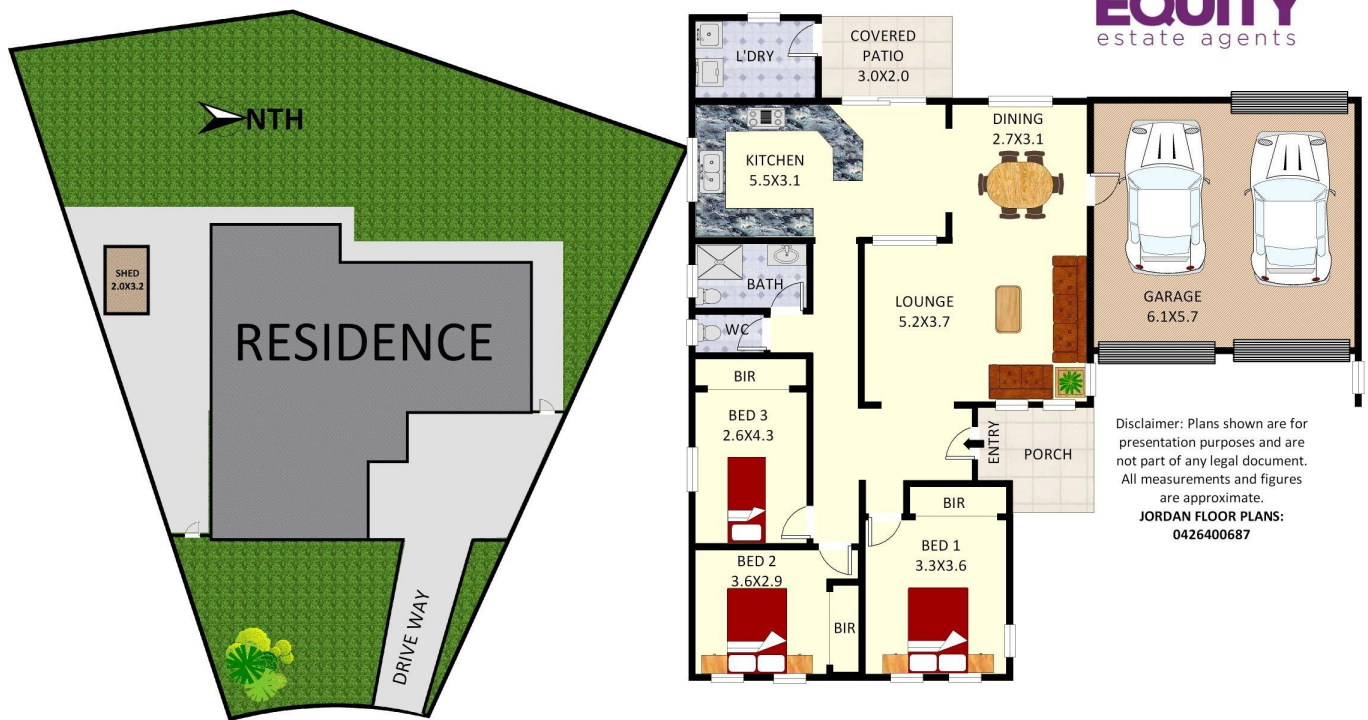 NTH
SHED
2.0X3.2
RESIDENCE
DRIVE WAY
EQUITY
estate agents
L'DRY
COVERED
PATIO
3.0X2.0
KITCHEN
5.5X3.1
DINING
2.7X3.1
BATH
WC
LOUNGE
5.2X3.7
GARAGE
6.1X5.7
BIR
BED 3
2.6X4.3
ENTRY
PORCH
BIR
BED 1
3.3X3.6
BED 2
3.6X2.9
BIR
Disclaimer: Plans shown are for
presentation purposes and are
not part of any legal document.
All measurements and figures
are approximate.
JORDAN FLOOR PLANS:
0426400687